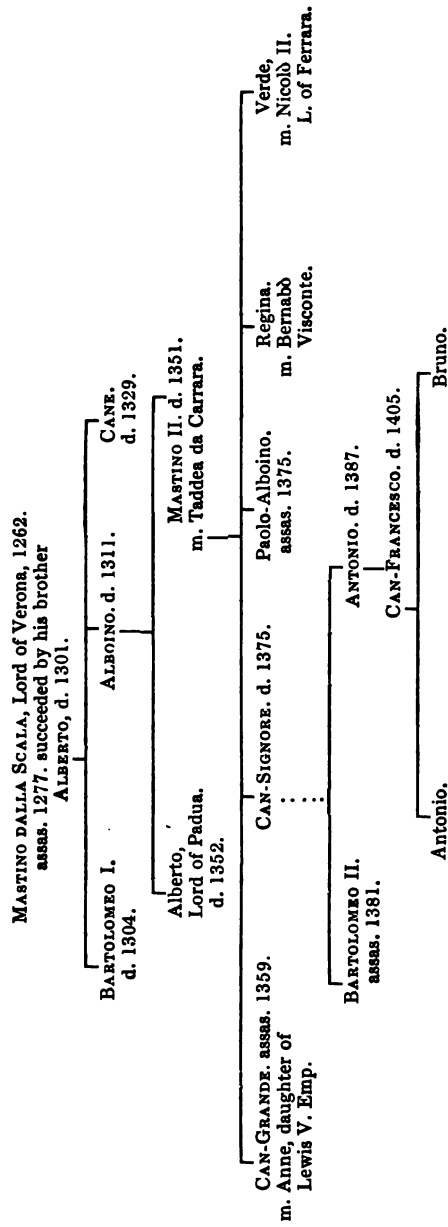 MASTINO DALLA SCALA, Lord of Verona, 1262.
assas. 1277. succeeded by his brother
ALBERTO, d. 1301.
BARTOLOMEO I.
d. 1304.
ALBOINO. d. 1311.
CANE.
d. 1329.
Alberto,
Lord of Padua.
d. 1352.
MASTINO II. d. 1351.
m. Taddea da Carrara.
CAN-GRANDE. assas. 1359.
m. Anne, daughter of
Lewis V. Emp.
CAN-SIGNORE. d. 1375.
Paolo-Alboino.
assas. 1375.
Regina.
m. Bernabò
Visconte.
Verde,
m. Nicolò II.
L. of Ferrara.
BARTOLOMEO II.
assas. 1381.
ANTONIO. d. 1387.
CAN-FRANCESCO. d. 1405.
Antonio.
Bruno.